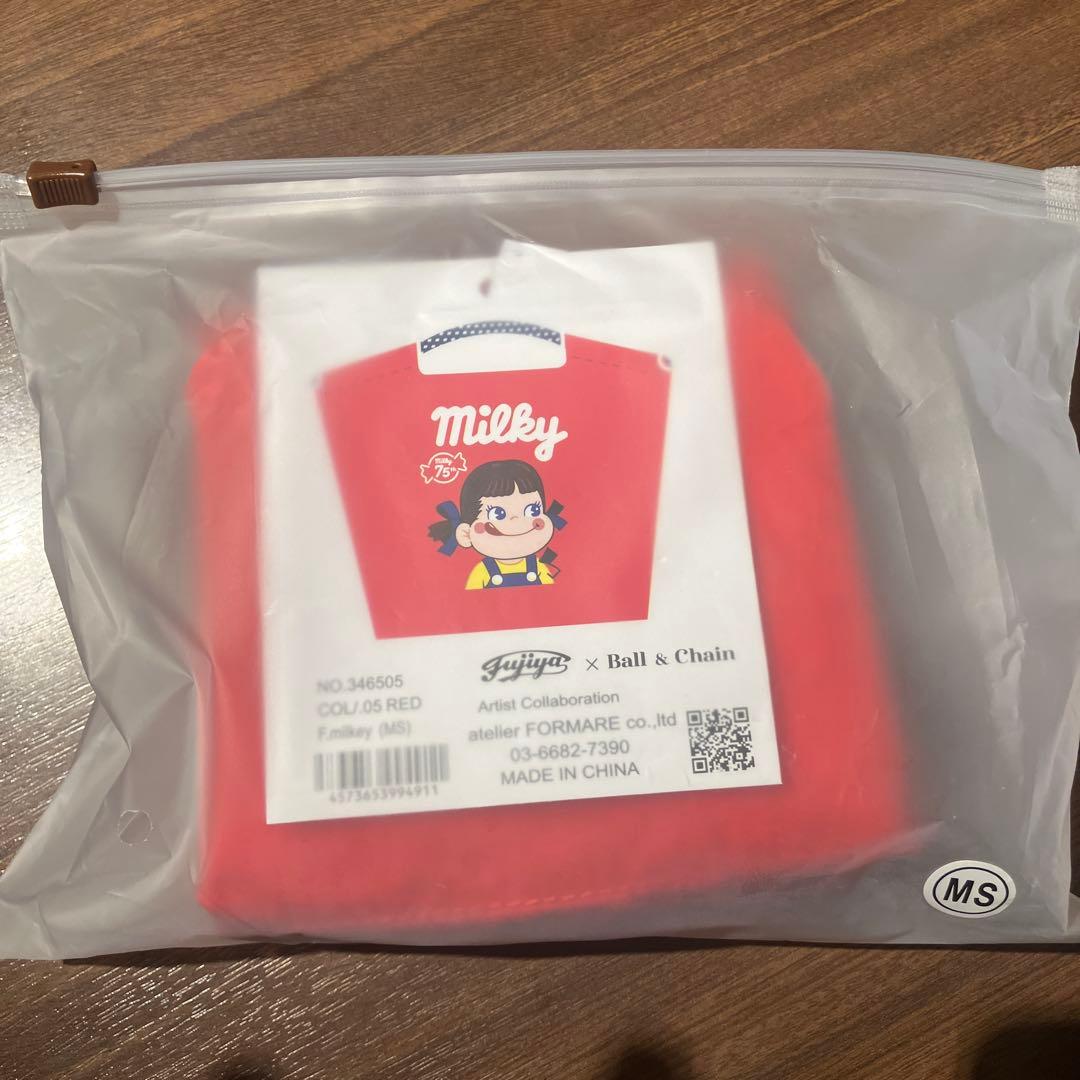 Milky
Milky
75th
NO.346505
COL/.05 RED
F.milkey (MS)
4573653994911
Fujiya × Ball & Chain
Artist Collaboration
atelier FORMARE co.,ltd
03-6682-7390
MADE IN CHINA
MS